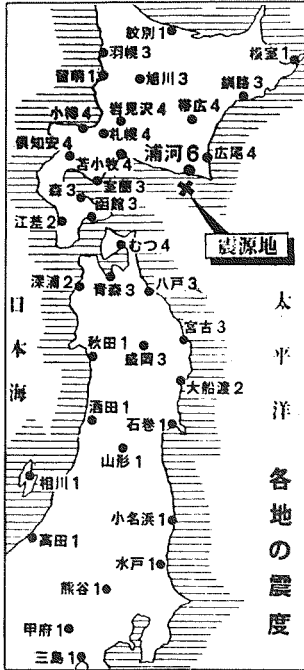 紋別1
羽幌3
根室1
留萌1
旭川3
釧路3
小樽4
岩見沢4
帯広4
札幌4
倶知安4
浦河6
広尾4
苫小牧4
室蘭3
森3
函館3
江差2
震源地
むつ4
深浦2
青森3
八戸3
日本海
太平洋
宮古3
秋田1
盛岡3
大船渡2
酒田1
石巻1
山形1
相川1
各地の震度
小名浜1
高田1
水戸1
熊谷1
甲府1
三島1